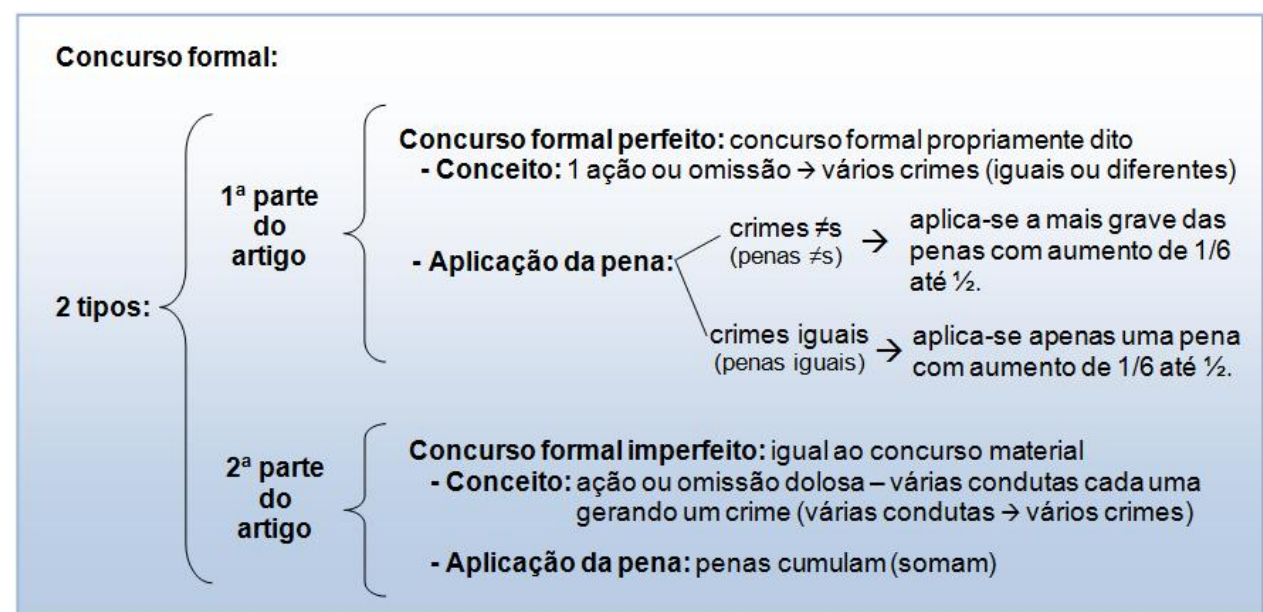 Concurso formal:
2 tipos:
1ª parte
do
artigo
Concurso formal perfeito: concurso formal propriamente dito
- Conceito: 1 ação ou omissão → vários crimes (iguais ou diferentes)
- Aplicação da pena:
crimes ≠s
(penas ≠s)
→
aplica-se a mais grave das
penas com aumento de 1/6
até ½.
crimes iguais
(penas iguais)
→
aplica-se apenas uma pena
com aumento de 1/6 até ½.
2ª parte
do
artigo
Concurso formal imperfeito: igual ao concurso material
- Conceito: ação ou omissão dolosa – várias condutas cada uma
gerando um crime (várias condutas → vários crimes)
- Aplicação da pena: penas cumulam (somam)